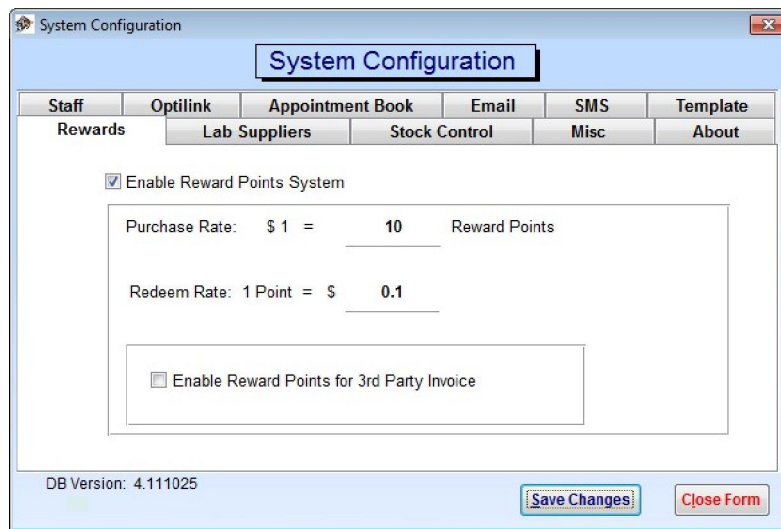 System Configuration
System Configuration
Staff Optilink Appointment Book Email SMS Template
Rewards Lab Suppliers Stock Control Misc About
Enable Reward Points System
Purchase Rate: $ 1 = 10 Reward Points
Redeem Rate: 1 Point = $ 0.1
Enable Reward Points for 3rd Party Invoice
DB Version: 4.111025
Save Changes Close Form